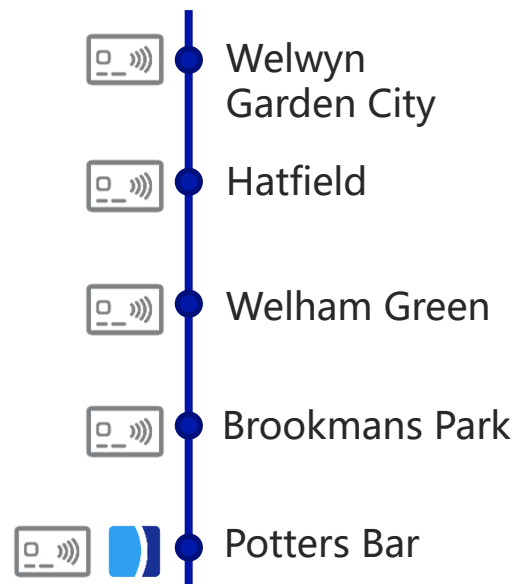 Welwyn
Garden City
Hatfield
Welham Green
Brookmans Park
Potters Bar